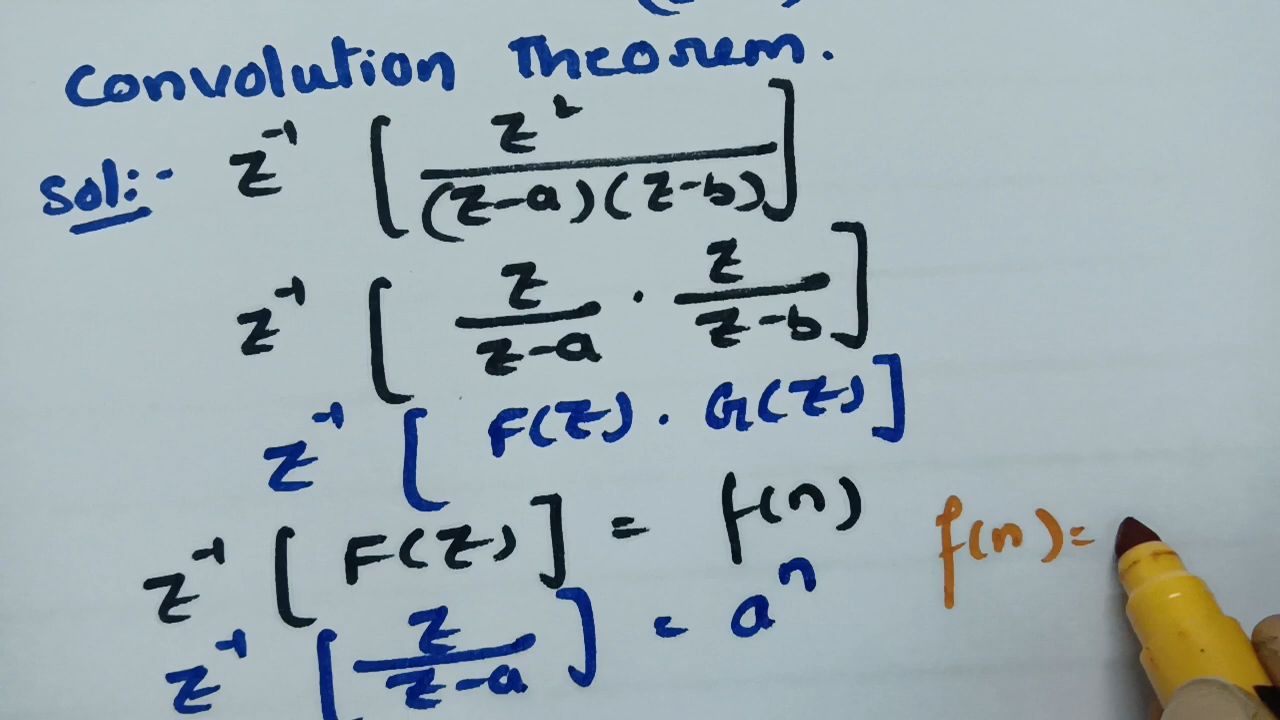 Convolution Theorem.
Sol:- z⁻¹ [ z² / (z-a)(z-b) ]
z⁻¹ [ z / z-a · z / z-b ]
z⁻¹ [ F(z) · G(z) ]
z⁻¹ [ F(z) ] = f(n)
f(n) =
z⁻¹ [ z / z-a ] = aⁿ